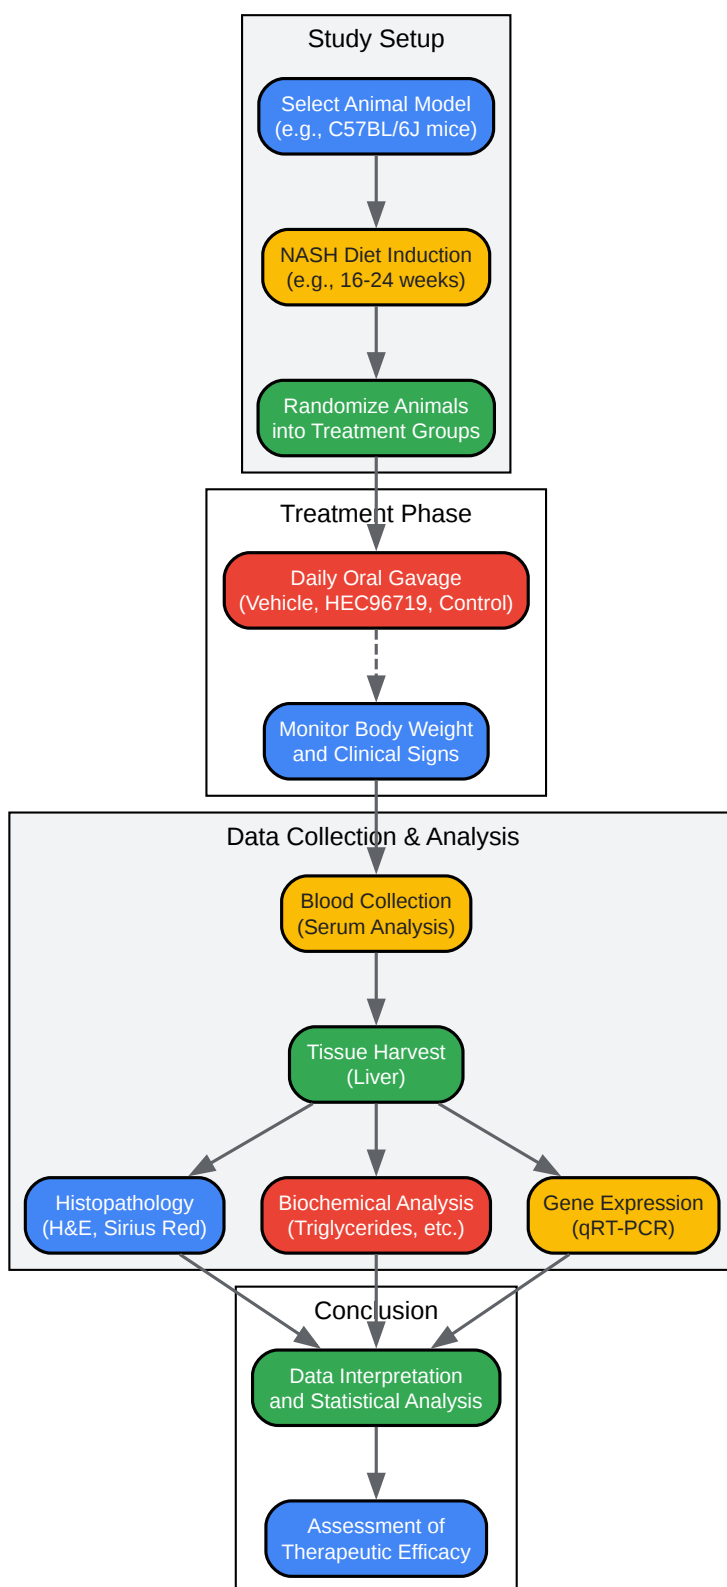 Study Setup
Select Animal Model
(e.g., C57BL/6J mice)
NASH Diet Induction
(e.g., 16-24 weeks)
Randomize Animals
into Treatment Groups
Treatment Phase
Daily Oral Gavage
(Vehicle, HEC96719, Control)
Monitor Body Weight
and Clinical Signs
Data Collection & Analysis
Blood Collection
(Serum Analysis)
Tissue Harvest
(Liver)
Histopathology
(H&E, Sirius Red)
Biochemical Analysis
(Triglycerides, etc.)
Gene Expression
(qRT-PCR)
Conclusion
Data Interpretation
and Statistical Analysis
Assessment of
Therapeutic Efficacy